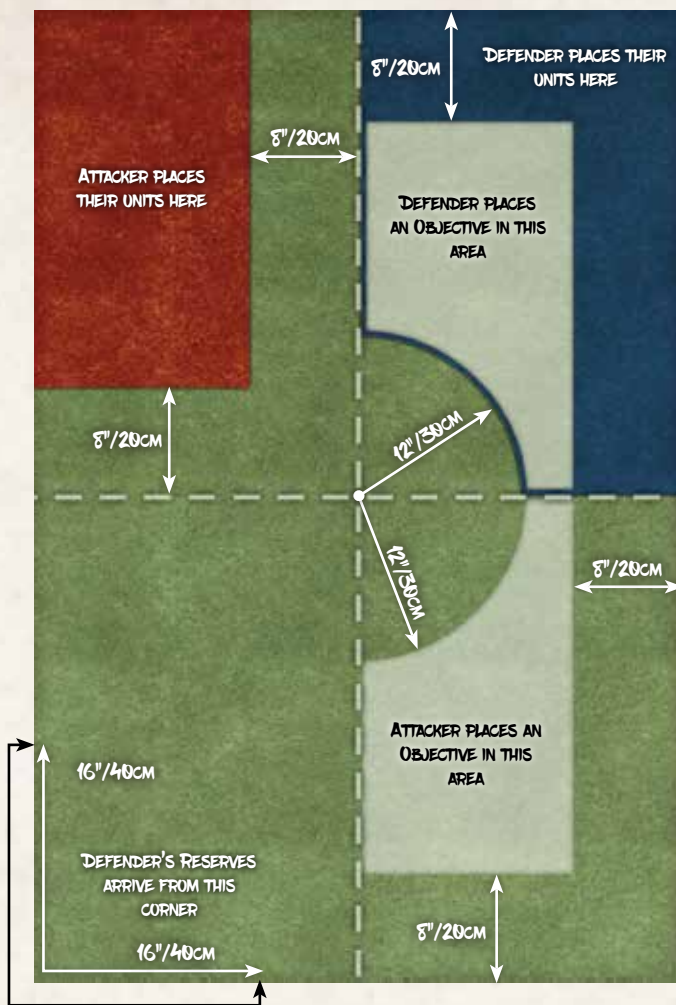 8"/20cm
Defender places their
units here
8"/20cm
Attacker places
their units here
Defender places
an Objective in this
area
8"/20cm
12"/30cm
12"/30cm
8"/20cm
Attacker places an
Objective in this
area
16"/40cm
Defender's Reserves
arrive from this
corner
8"/20cm
16"/40cm